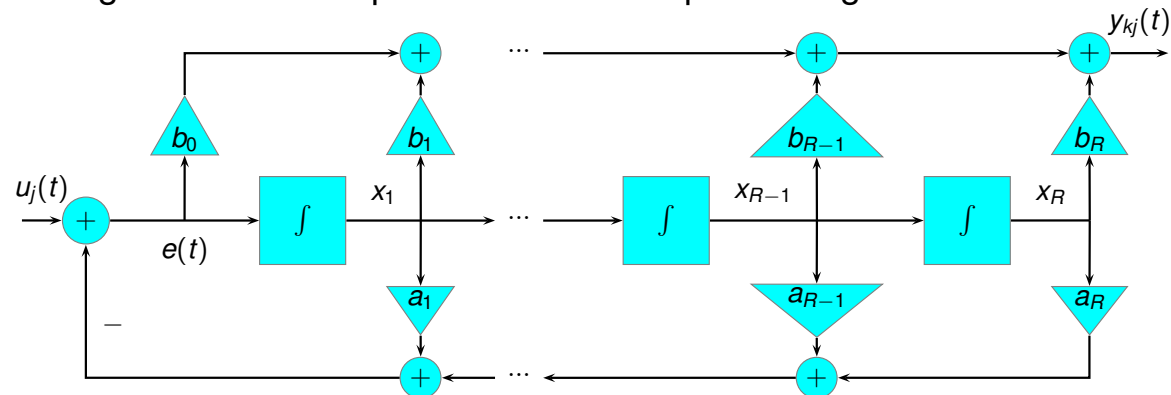 y_{kj}(t)
+ ... + +
b_0 b_1 b_{R-1} b_R
u_j(t) x_1 x_{R-1} x_R
+ ∫ ... ∫ ∫
e(t)
a_1 a_{R-1} a_R
−
+ ... +